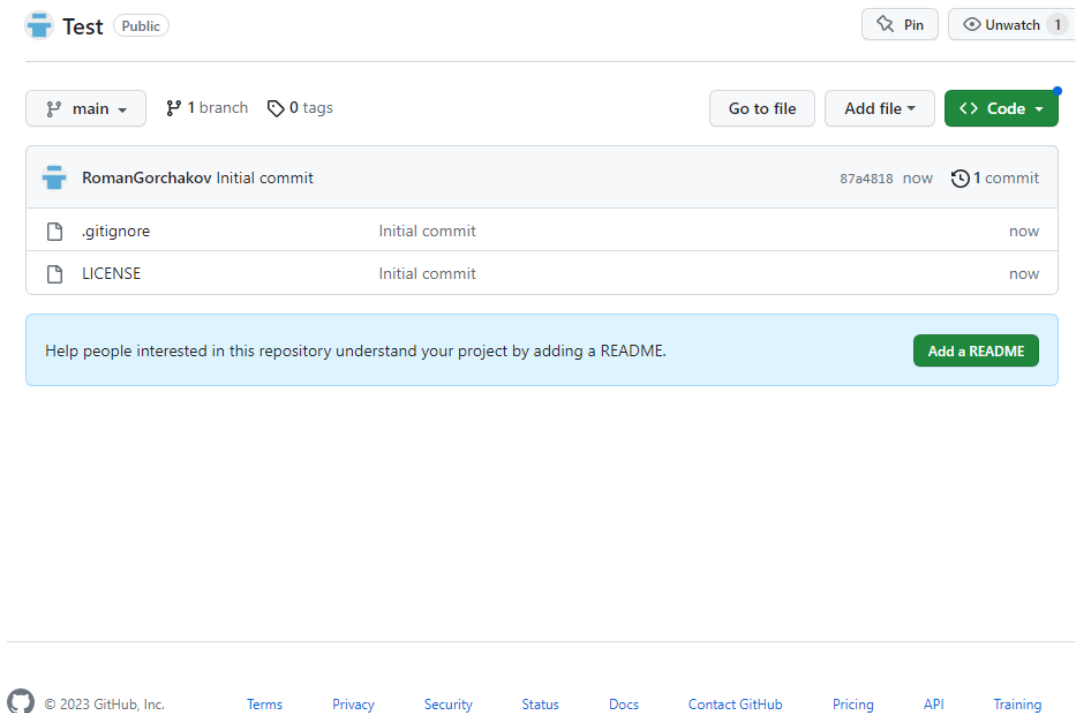 Test Public Pin Unwatch 1
main 1 branch 0 tags Go to file Add file Code
RomanGorchakov Initial commit 87a4818 now 1 commit
.gitignore Initial commit now
LICENSE Initial commit now
Help people interested in this repository understand your project by adding a README. Add a README
© 2023 GitHub, Inc. Terms Privacy Security Status Docs Contact GitHub Pricing API Training